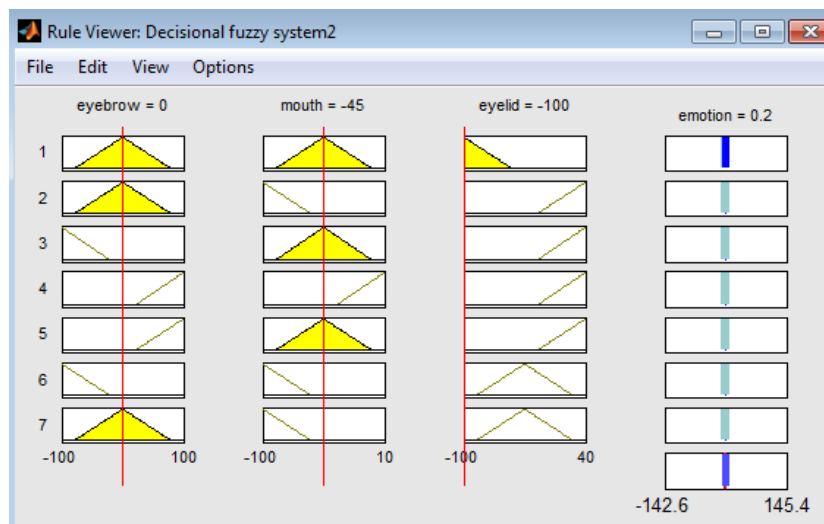 Rule Viewer: Decisional fuzzy system2
File Edit View Options
eyebrow = 0 mouth = -45 eyelid = -100 emotion = 0.2
1
2
3
4
5
6
7
-100 100 -100 10 -100 40
-142.6 145.4